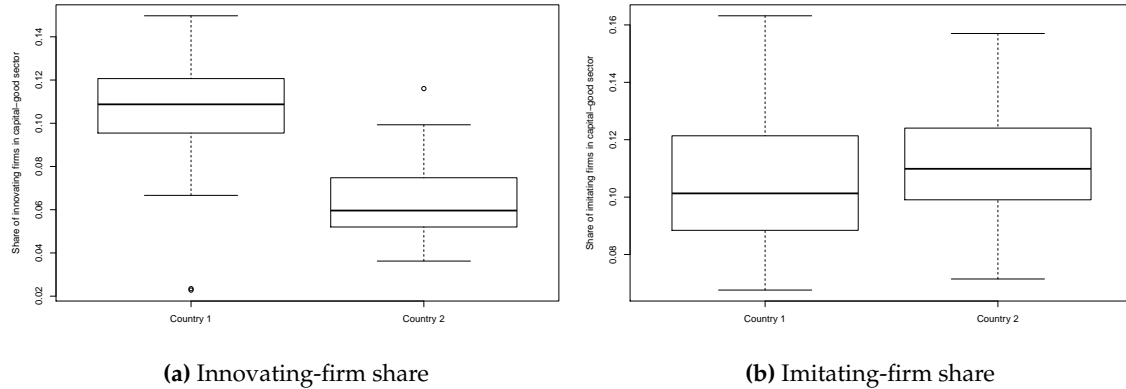 Share of innovating firms in capital−good sector
0.02
0.04
0.06
0.08
0.10
0.12
0.14
Country 1
Country 2
(a) Innovating-firm share
Share of imitating firms in capital−good sector
0.08
0.10
0.12
0.14
0.16
Country 1
Country 2
(b) Imitating-firm share